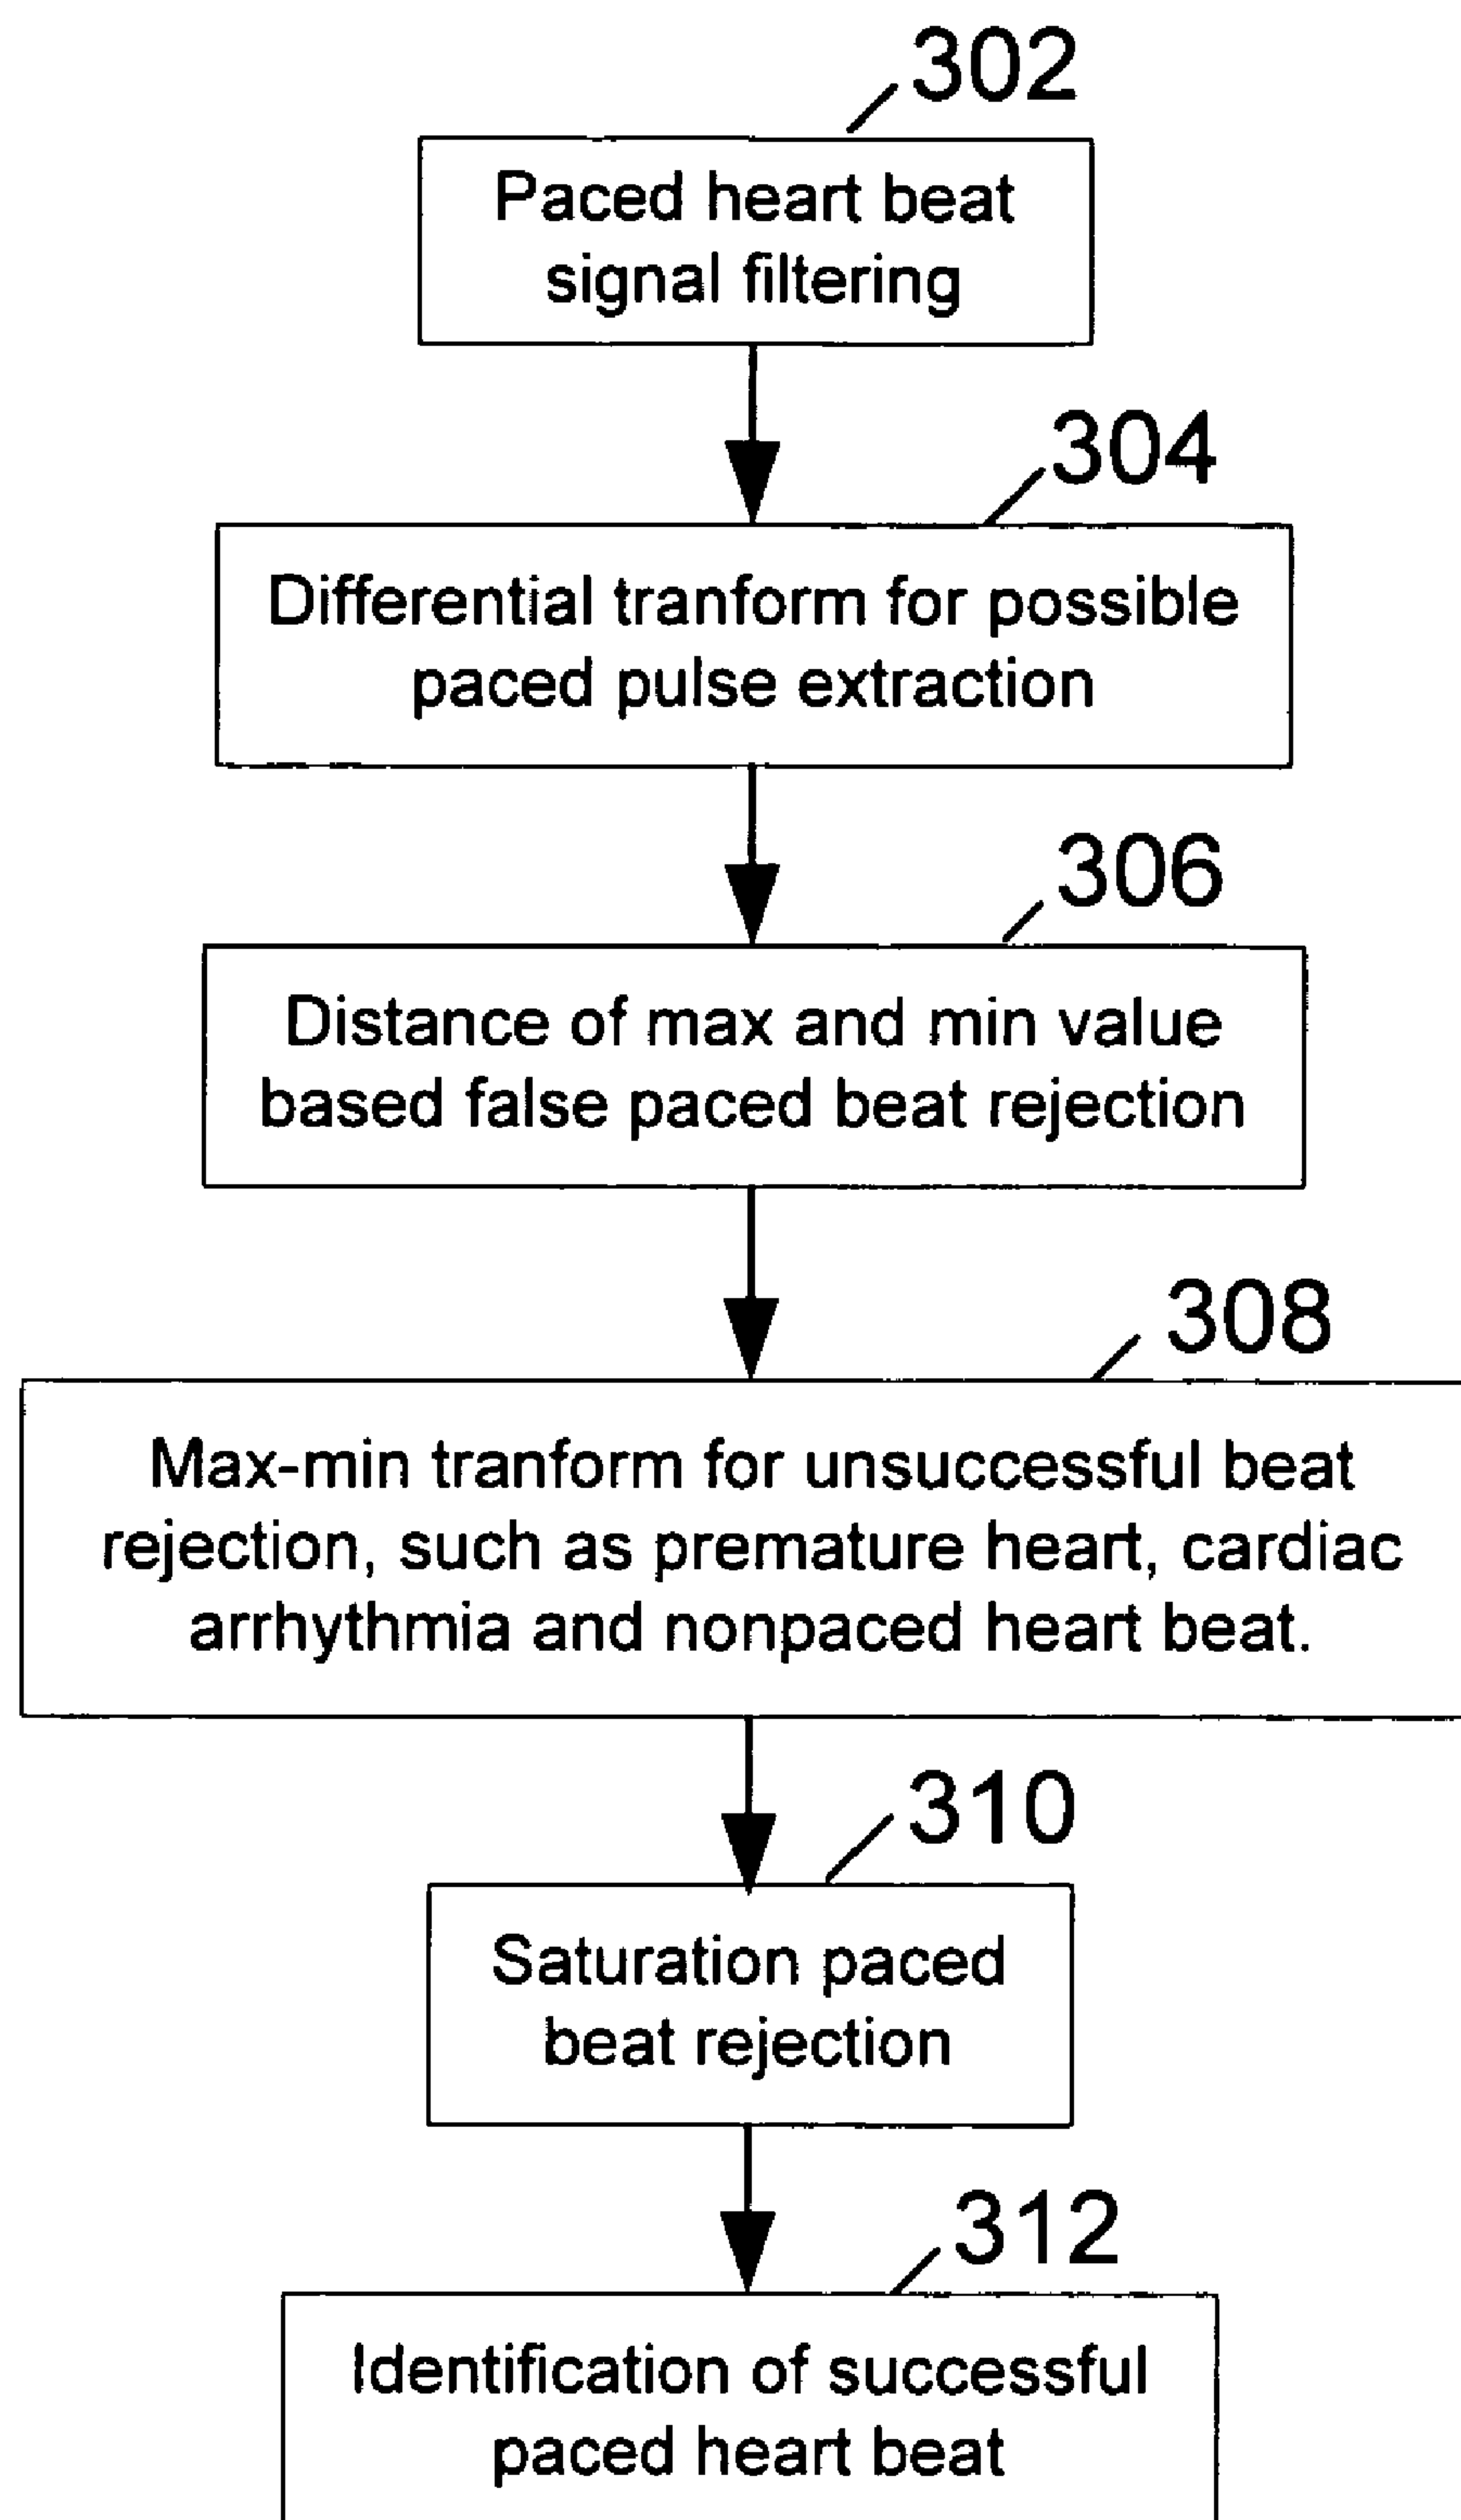 302
Paced heart beat
signal filtering
304
Differential tranform for possible
paced pulse extraction
306
Distance of max and min value
based false paced beat rejection
308
Max-min tranform for unsuccessful beat
rejection, such as premature heart, cardiac
arrhythmia and nonpaced heart beat.
310
Saturation paced
beat rejection
312
Identification of successful
paced heart beat